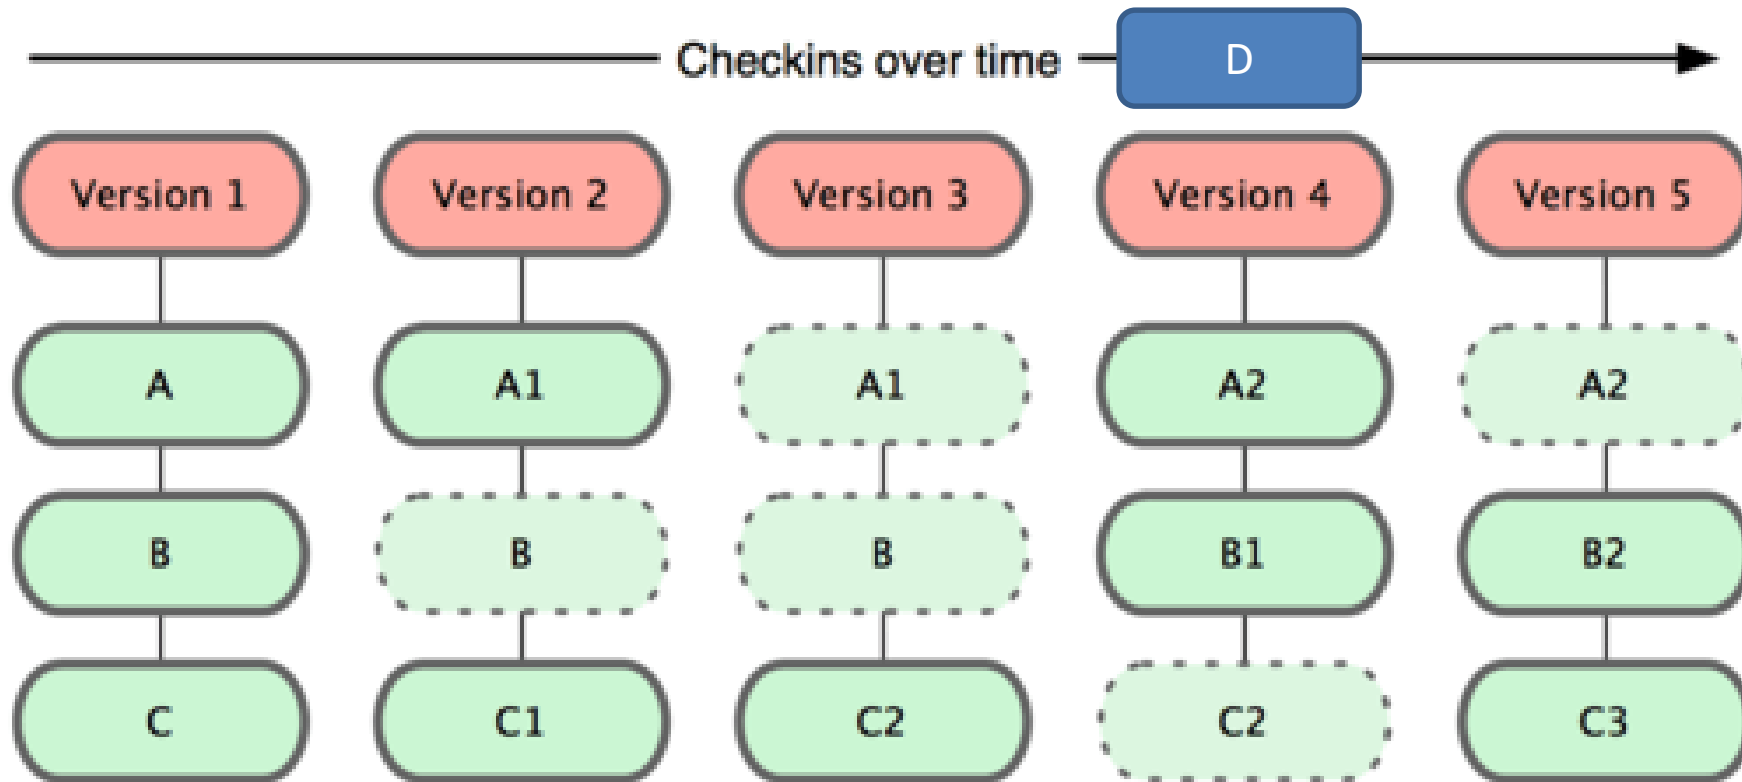 Checkins over time D
Version 1 Version 2 Version 3 Version 4 Version 5
A A1 A1 A2 A2
B B B B1 B2
C C1 C2 C2 C3